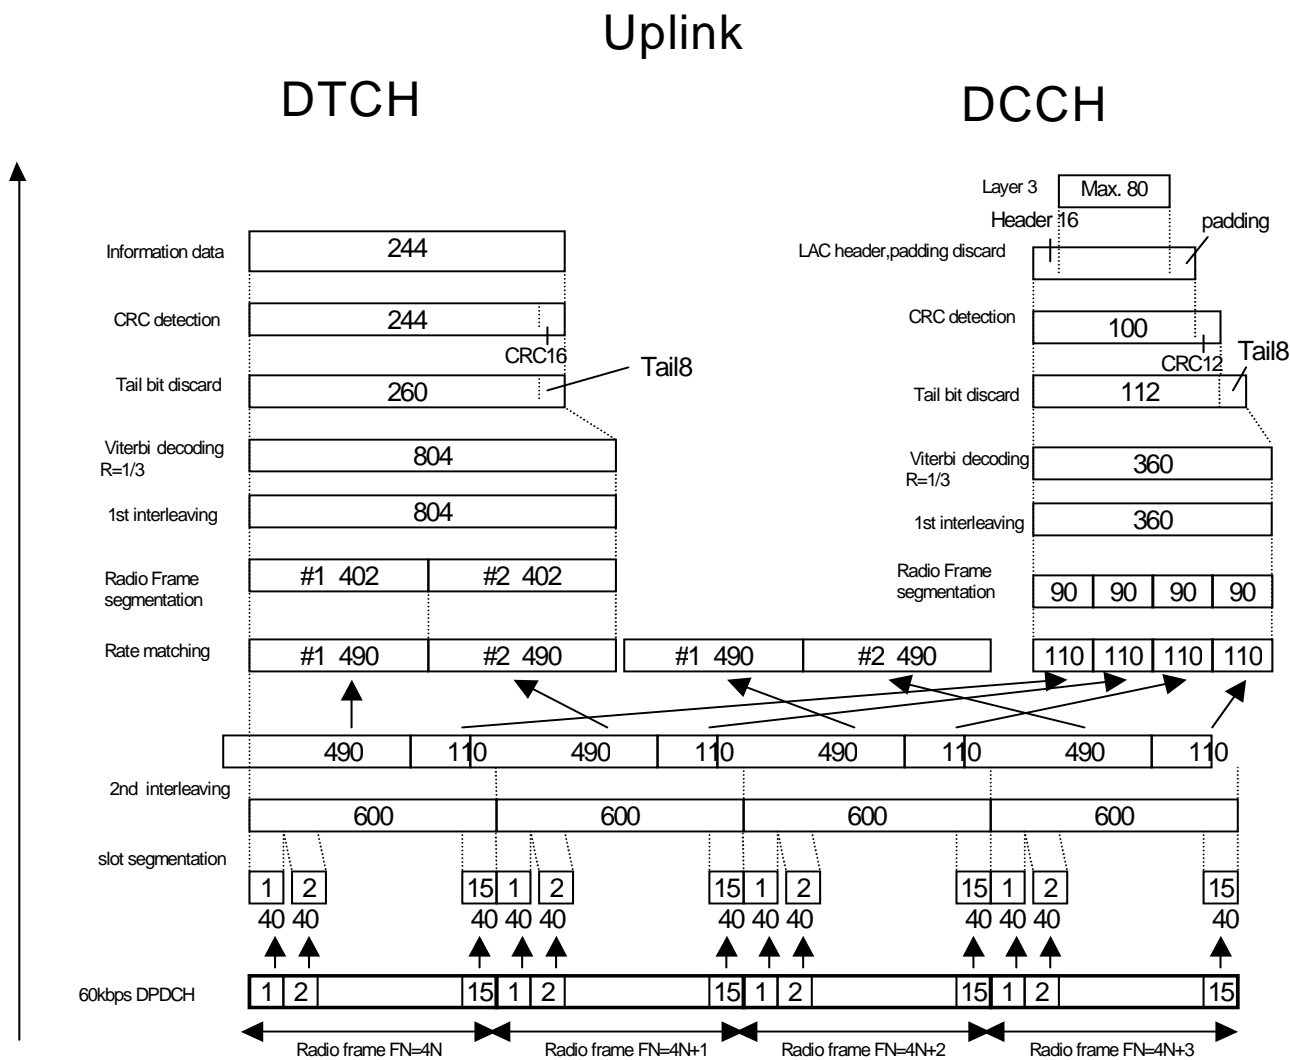 Uplink
DTCH
DCCH
Layer 3
Max. 80
Header 16
padding
Information data
244
LAC header,padding discard
CRC detection
244
CRC16
CRC detection
100
CRC12
Tail8
Tail bit discard
260
Tail8
Tail bit discard
112
Viterbi decoding
R=1/3
804
Viterbi decoding
R=1/3
360
1st interleaving
804
1st interleaving
360
Radio Frame
segmentation
#1 402
#2 402
Radio Frame
segmentation
90 90 90 90
Rate matching
#1 490
#2 490
#1 490
#2 490
110 110 110 110
490 110 490 110 490 110 490 110
2nd interleaving
600 600 600 600
slot segmentation
1 2 15 1 2 15 1 2 15 1 2 15
40 40 40 40 40 40 40 40 40 40 40 40
60kbps DPDCH
1 2 15 1 2 15 1 2 15 1 2 15
Radio frame FN=4N
Radio frame FN=4N+1
Radio frame FN=4N+2
Radio frame FN=4N+3